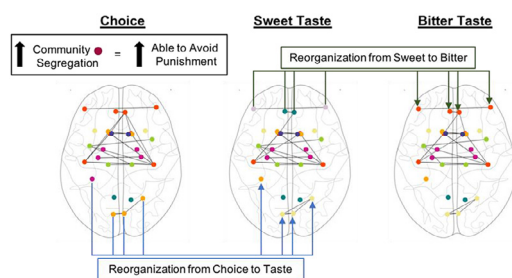 Choice
Sweet Taste
Bitter Taste
Community Segregation = Able to Avoid Punishment
Reorganization from Sweet to Bitter
Reorganization from Choice to Taste